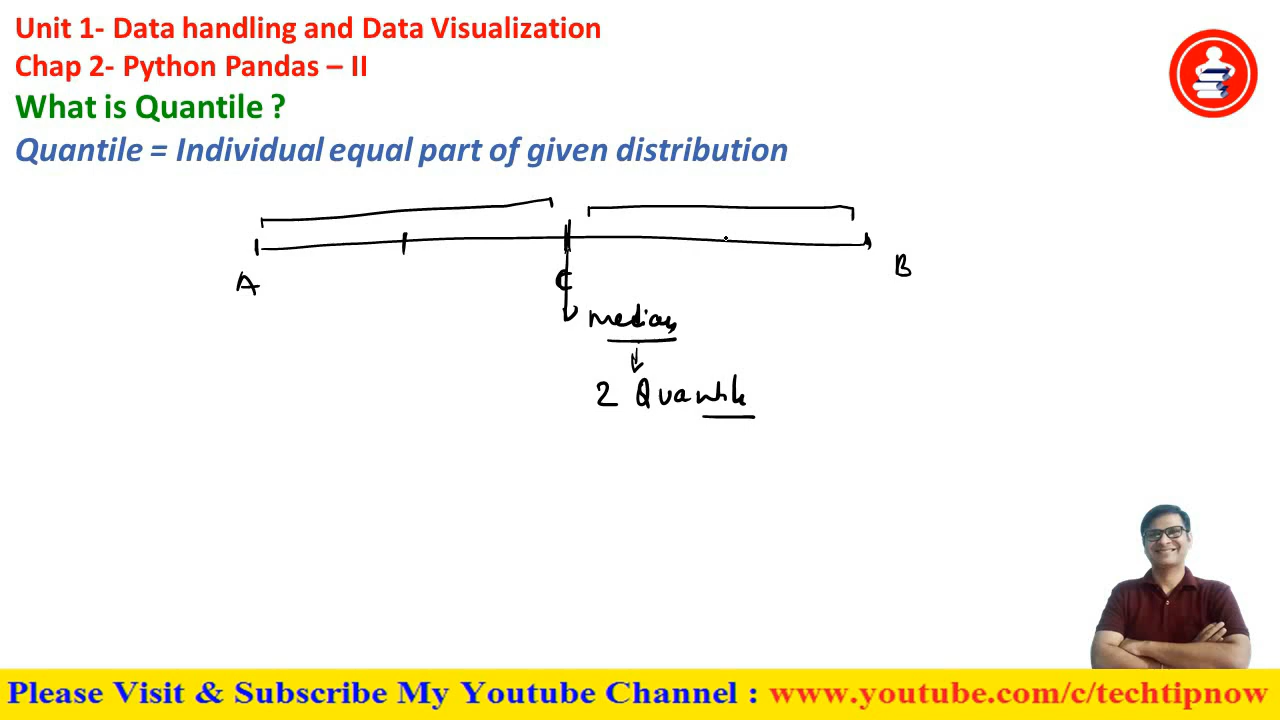 Unit 1- Data handling and Data Visualization
Chap 2- Python Pandas – II
What is Quantile ?
Quantile = Individual equal part of given distribution
A
B
C
Median
2 Quantile
Please Visit & Subscribe My Youtube Channel : www.youtube.com/c/techtipnow